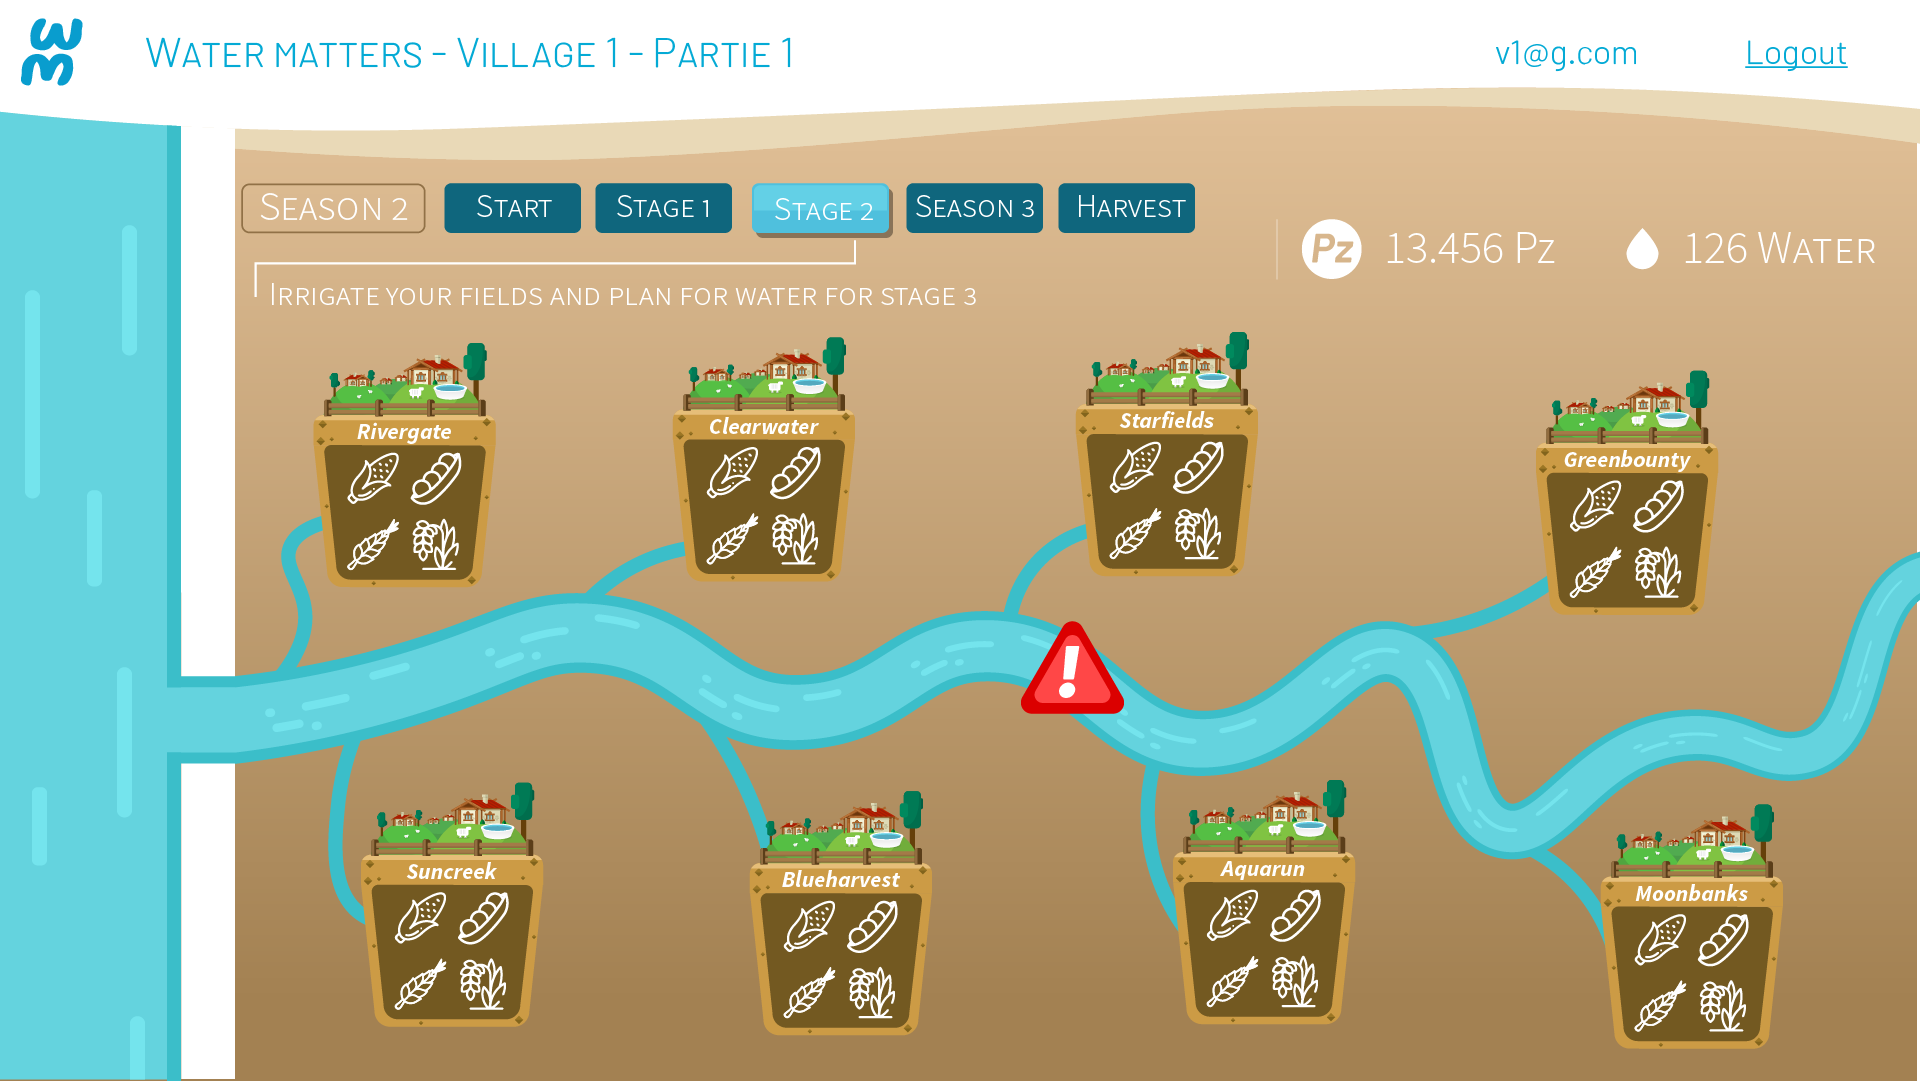 WM
WATER MATTERS - VILLAGE 1 - PARTIE 1
v1@g.com
Logout
SEASON 2
START
STAGE 1
STAGE 2
SEASON 3
HARVEST
Pz
13.456 Pz
126 WATER
IRRIGATE YOUR FIELDS AND PLAN FOR WATER FOR STAGE 3
Rivergate
Clearwater
Starfields
Greenbounty
!
Suncreek
Blueharvest
Aquarun
Moonbanks